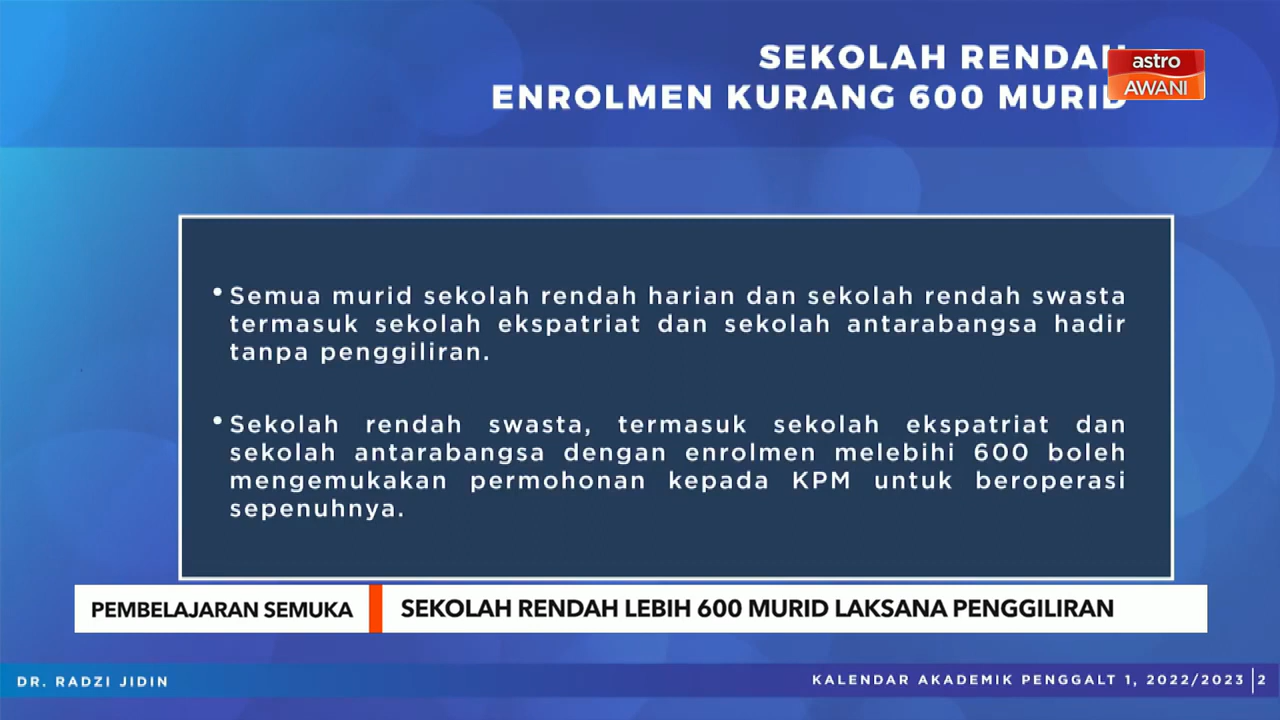 SEKOLAH RENDAH
ENROLMEN KURANG 600 MURID
astro
AWANI
• Semua murid sekolah rendah harian dan sekolah rendah swasta
termasuk sekolah ekspatriat dan sekolah antarabangsa hadir
tanpa penggiliran.
• Sekolah rendah swasta, termasuk sekolah ekspatriat dan
sekolah antarabangsa dengan enrolmen melebihi 600 boleh
mengemukakan permohonan kepada KPM untuk beroperasi
sepenuhnya.
PEMBELAJARAN SEMUKA
SEKOLAH RENDAH LEBIH 600 MURID LAKSANA PENGGILIRAN
DR. RADZI JIDIN
KALENDAR AKADEMIK PENGGALT 1, 2022/2023 | 2